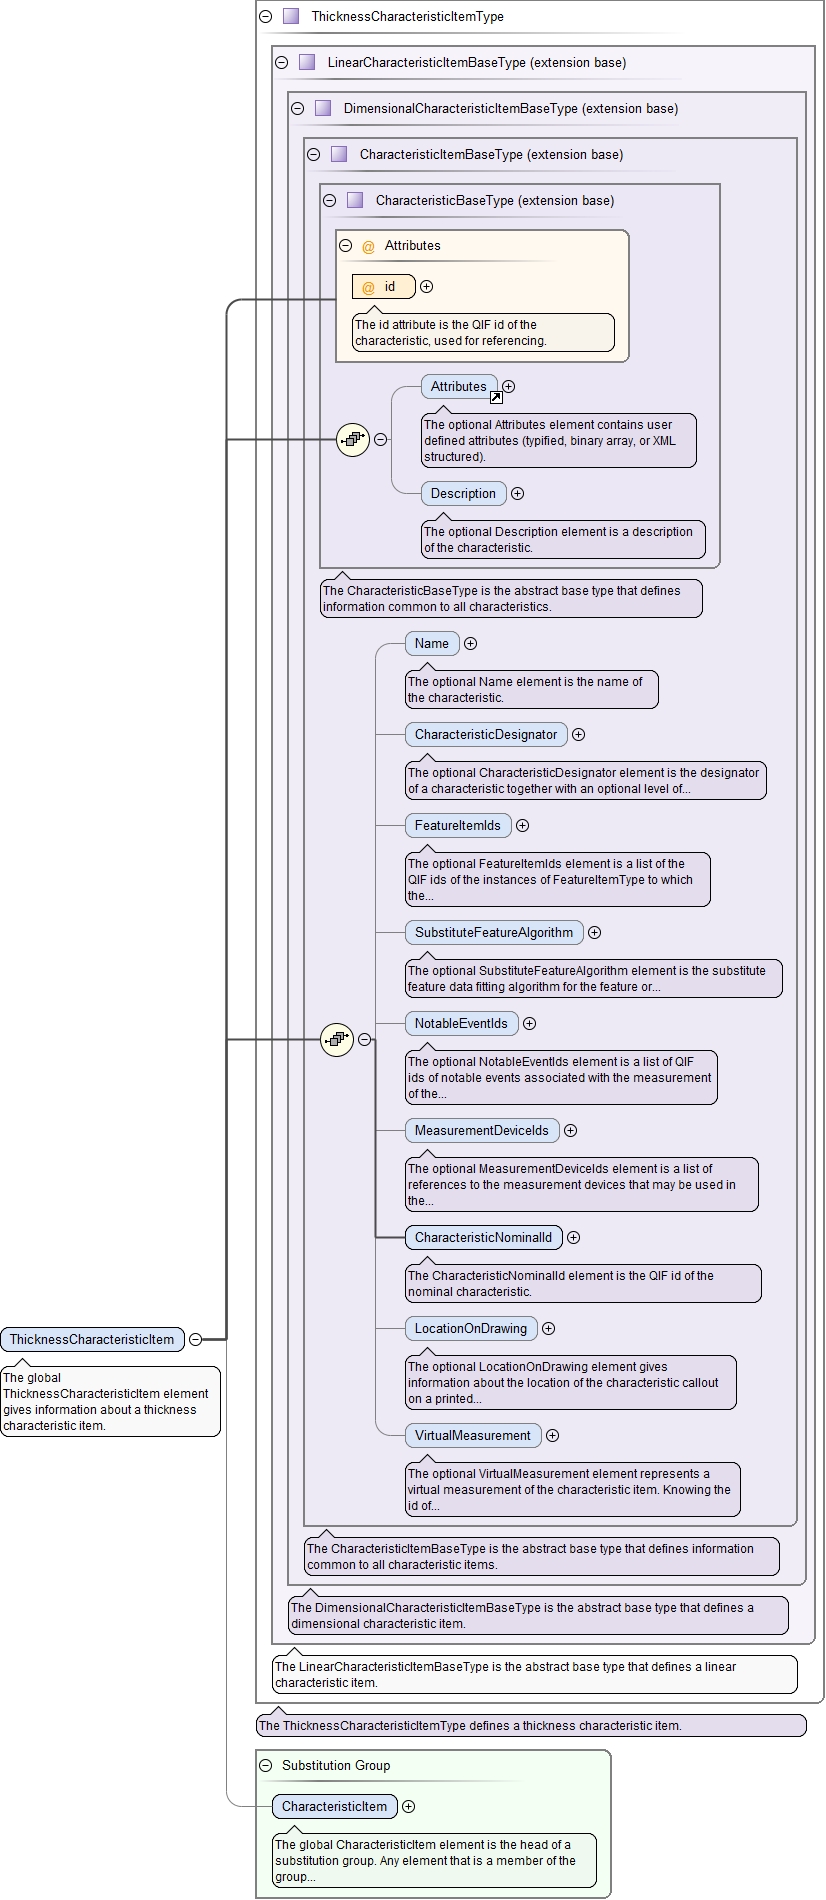 ThicknessCharacteristicItemType
LinearCharacteristicItemBaseType (extension base)
DimensionalCharacteristicItemBaseType (extension base)
CharacteristicItemBaseType (extension base)
CharacteristicBaseType (extension base)
@ Attributes
@ id
The id attribute is the QIF id of the
characteristic, used for referencing.
Attributes
The optional Attributes element contains user
defined attributes (typified, binary array, or XML
structured).
Description
The optional Description element is a description
of the characteristic.
The CharacteristicBaseType is the abstract base type that defines
information common to all characteristics.
Name
The optional Name element is the name of
the characteristic.
CharacteristicDesignator
The optional CharacteristicDesignator element is the designator
of a characteristic together with an optional level of...
FeatureItemIds
The optional FeatureItemIds element is a list of the
QIF ids of the instances of FeatureItemType to which
the...
SubstituteFeatureAlgorithm
The optional SubstituteFeatureAlgorithm element is the substitute
feature data fitting algorithm for the feature or...
NotableEventIds
The optional NotableEventIds element is a list of QIF
ids of notable events associated with the measurement
of the...
MeasurementDeviceIds
The optional MeasurementDeviceIds element is a list of
references to the measurement devices that may be used in
the...
CharacteristicNominalId
The CharacteristicNominalId element is the QIF id of the
nominal characteristic.
LocationOnDrawing
The optional LocationOnDrawing element gives
information about the location of the characteristic callout
on a printed...
VirtualMeasurement
The optional VirtualMeasurement element represents a
virtual measurement of the characteristic item. Knowing the
id of...
ThicknessCharacteristicItem
The global
ThicknessCharacteristicItem element
gives information about a thickness
characteristic item.
The CharacteristicItemBaseType is the abstract base type that defines information
common to all characteristic items.
The DimensionalCharacteristicItemBaseType is the abstract base type that defines a
dimensional characteristic item.
The LinearCharacteristicItemBaseType is the abstract base type that defines a linear
characteristic item.
The ThicknessCharacteristicItemType defines a thickness characteristic item.
Substitution Group
CharacteristicItem
The global CharacteristicItem element is the head of a
substitution group. Any element that is a member of the
group...